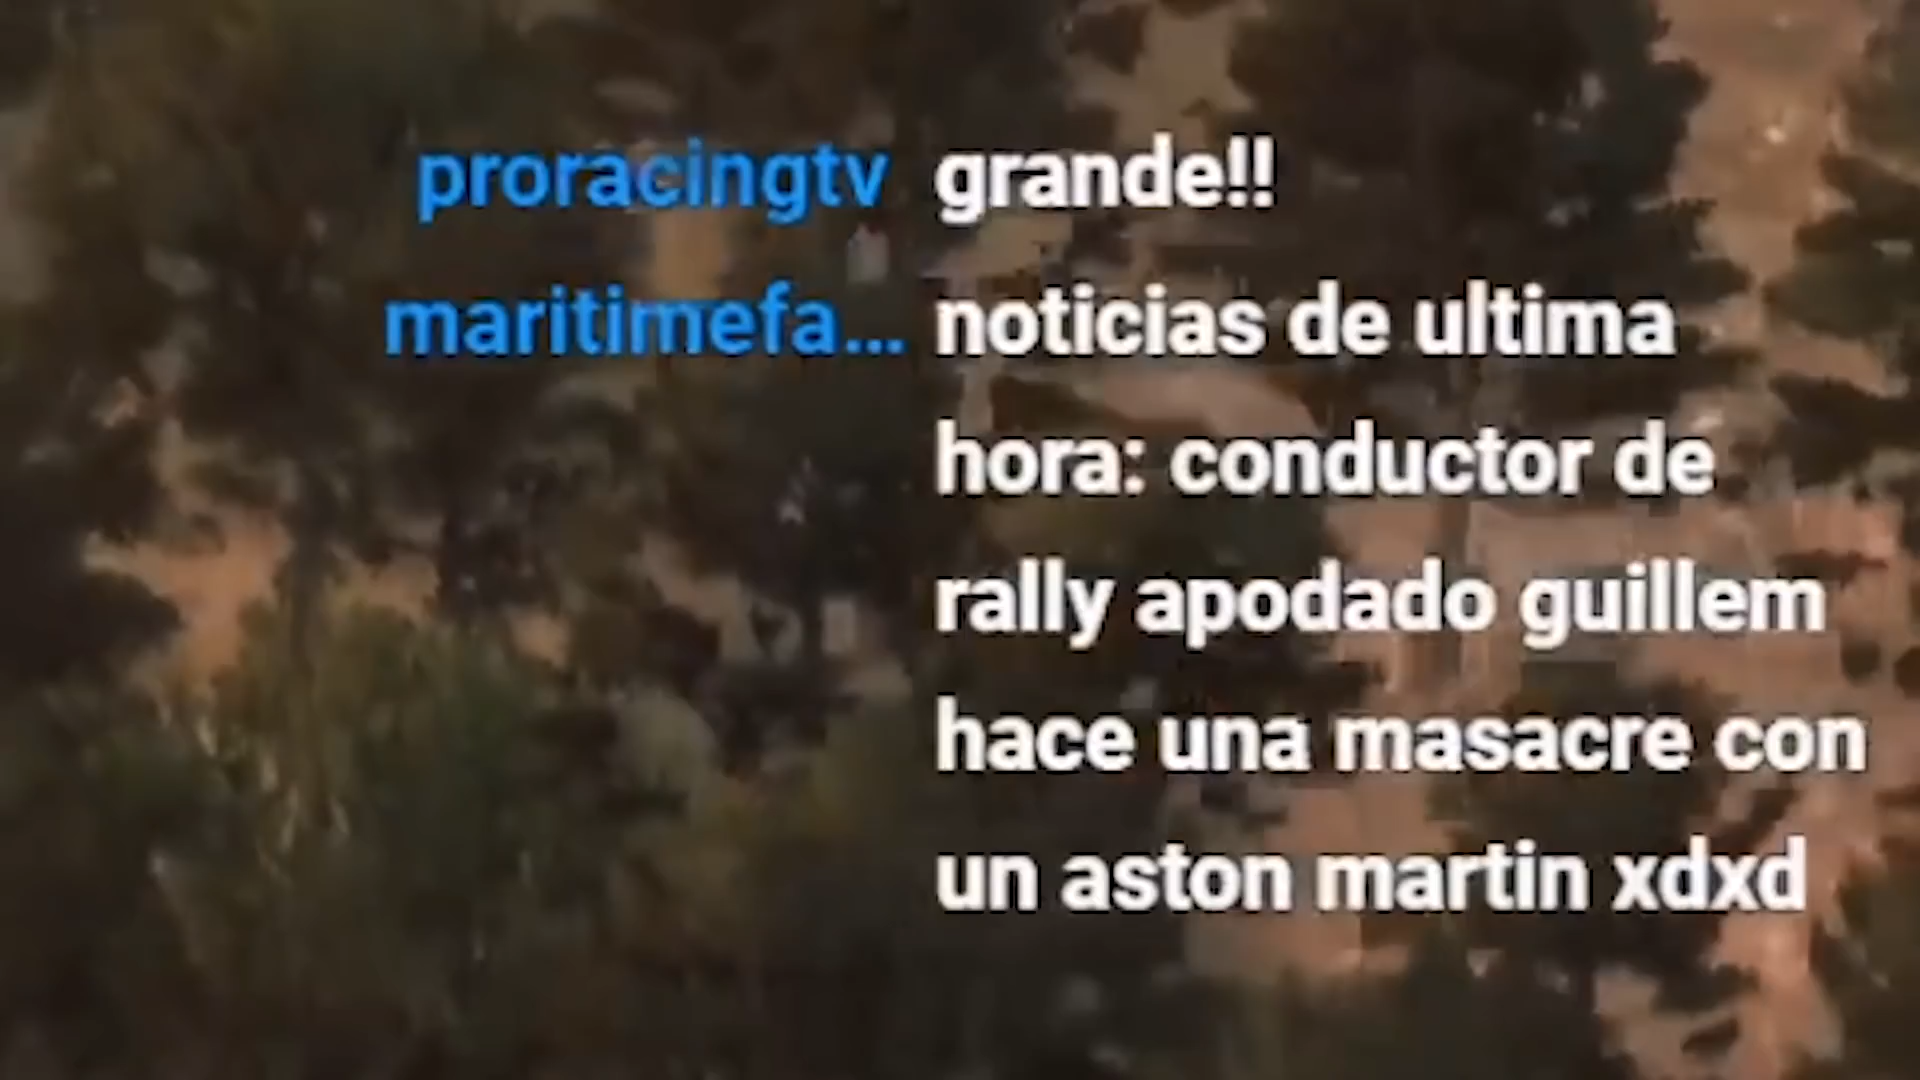 proracingtv grande!!
maritimefa... noticias de ultima
hora: conductor de
rally apodado guillem
hace una masacre con
un aston martin xdxd